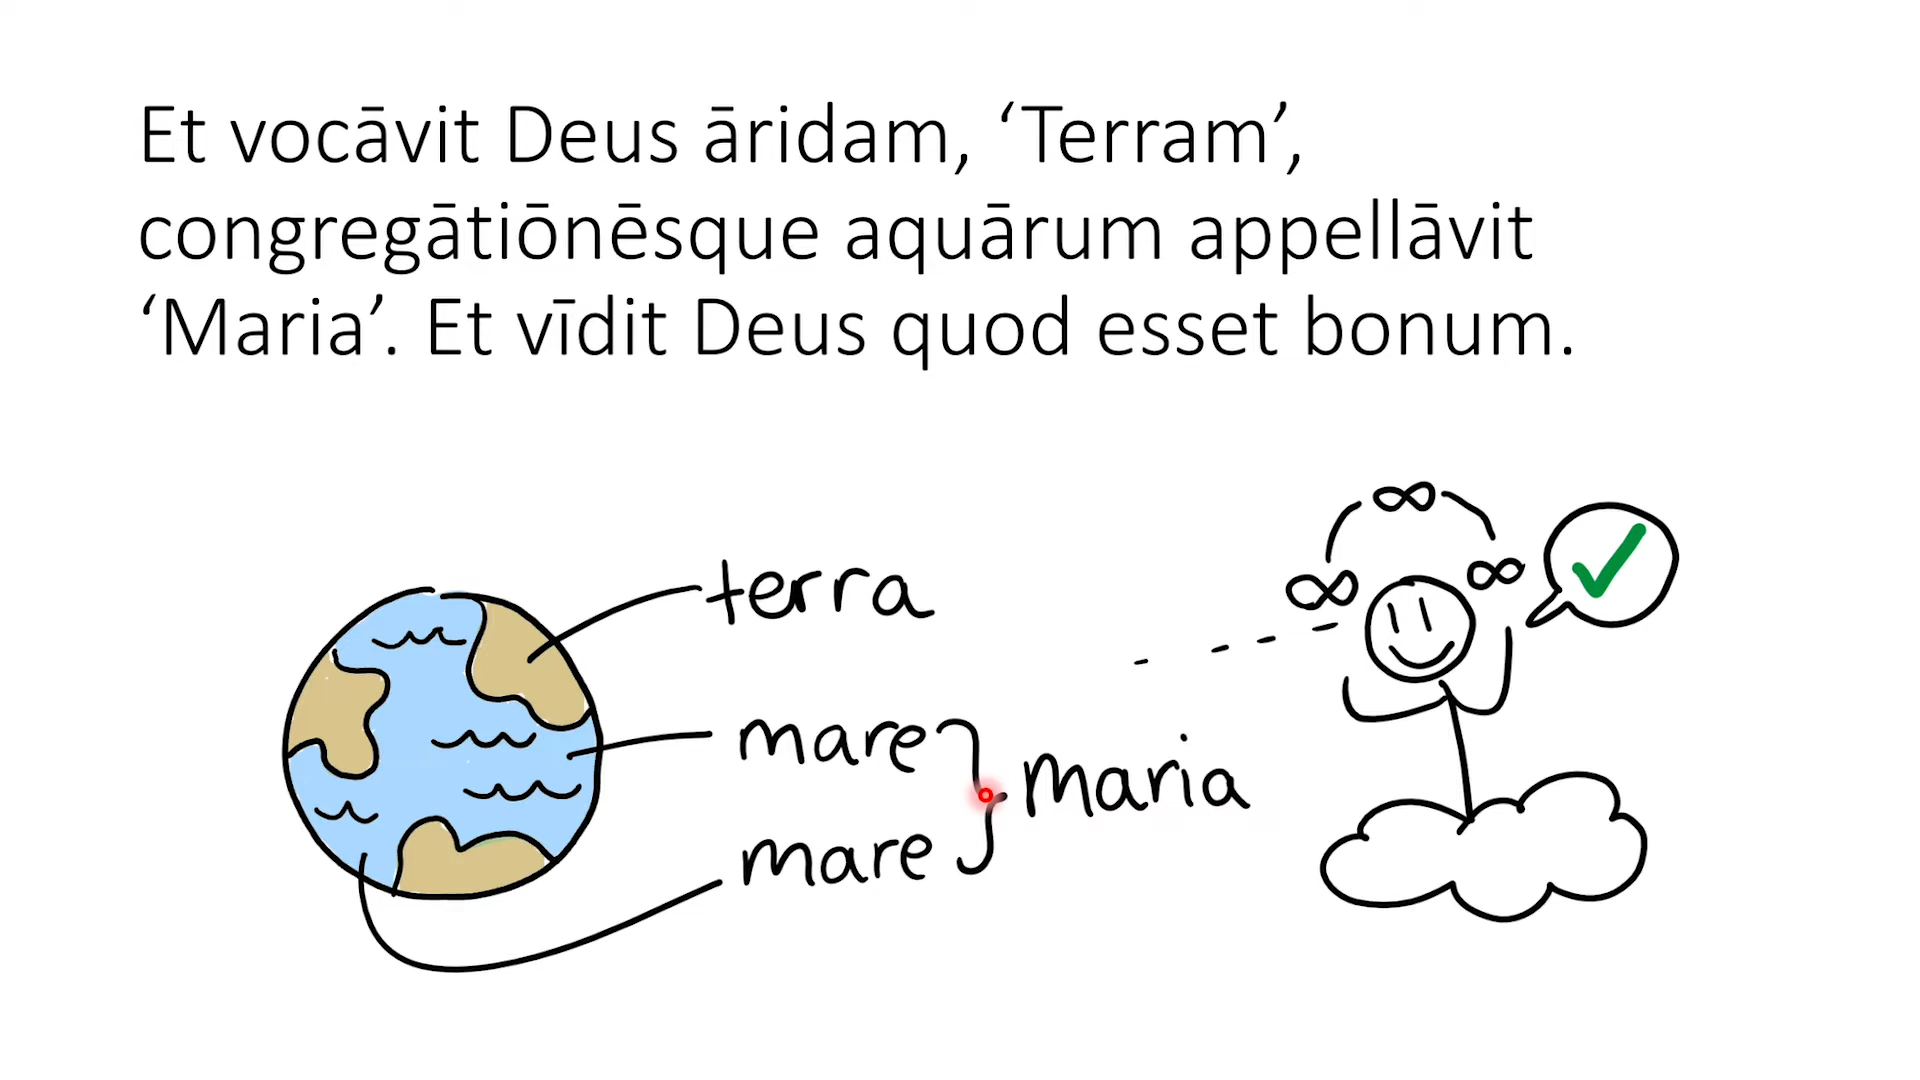 Et vocāvit Deus āridam, ‘Terram’,
congregātiōnēsque aquārum appellāvit
‘Maria’. Et vīdit Deus quod esset bonum.
terra
mare
maria
mare
∞
∞
∞